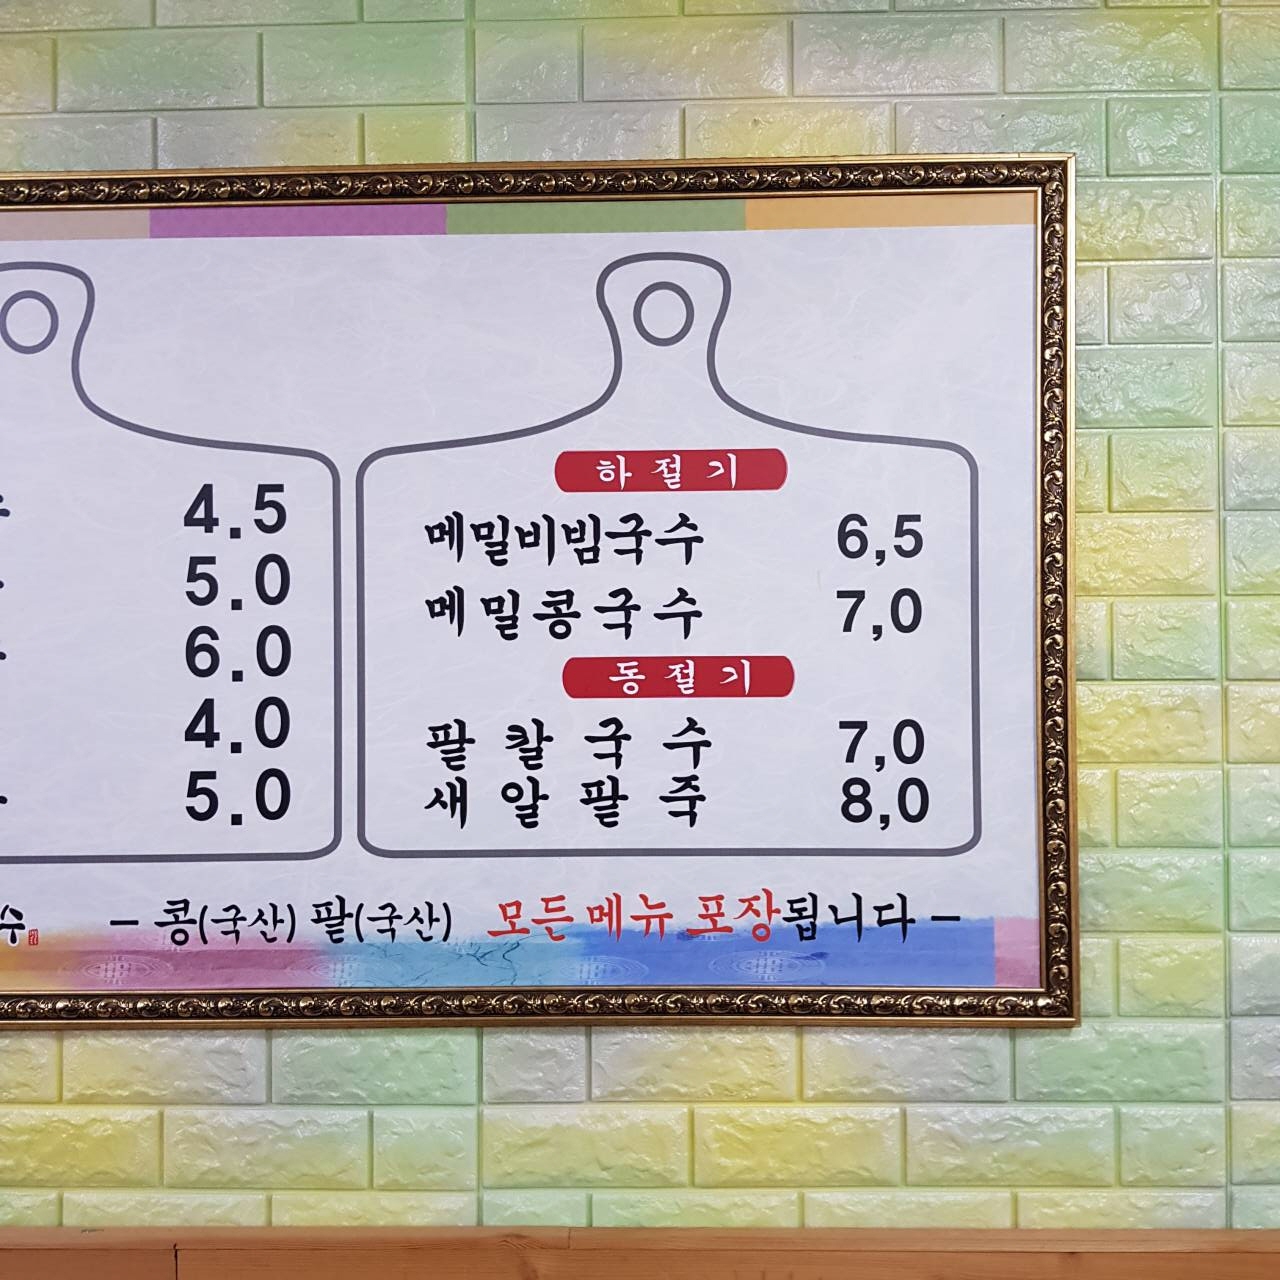 4.5
5.0
6.0
4.0
5.0
하절기
메밀비빔국수 6,5
메밀콩국수 7,0
동절기
팥칼국수 7,0
새알팥죽 8,0
수 – 콩(국산) 팥(국산) 모든메뉴 포장됩니다 –